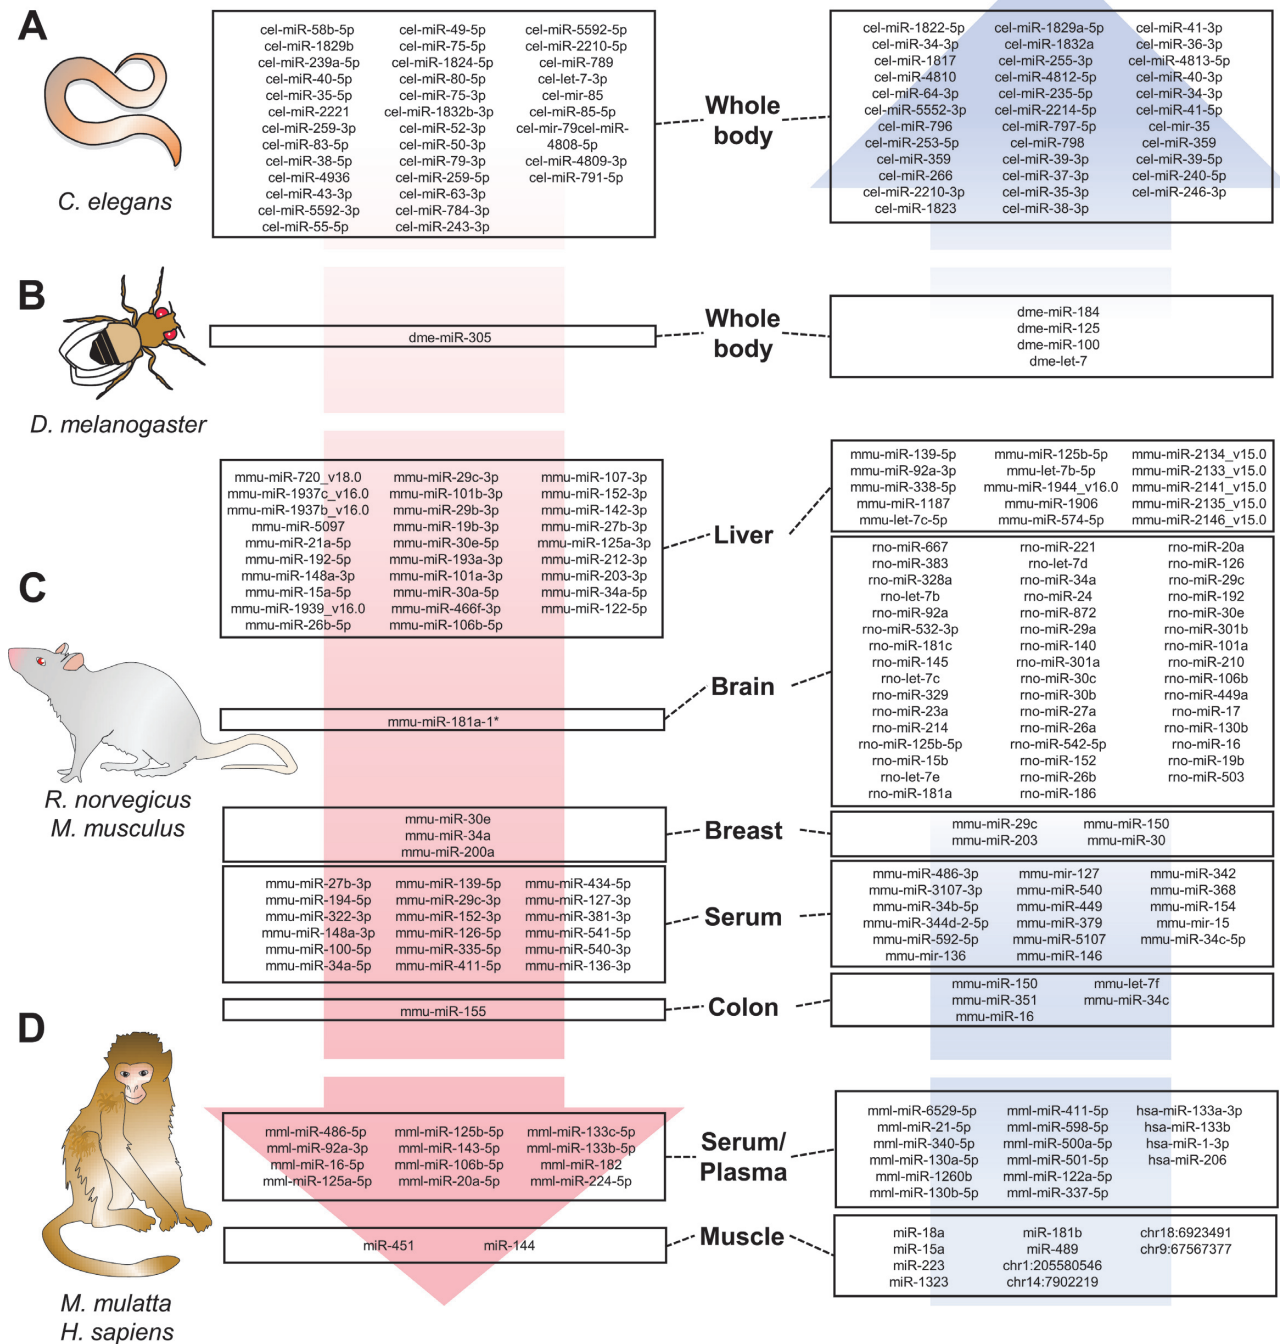 A
cel-miR-58b-5p cel-miR-49-5p cel-miR-5592-5p
cel-miR-1829b cel-miR-75-5p cel-miR-2210-5p
cel-miR-239a-5p cel-miR-1824-5p cel-miR-789
cel-miR-40-5p cel-miR-80-5p cel-let-7-3p
cel-miR-35-5p cel-miR-75-3p cel-mir-85
cel-miR-2221 cel-miR-1832b-3p cel-miR-85-5p
cel-miR-259-3p cel-miR-52-3p cel-mir-79cel-miR-
cel-miR-83-5p cel-miR-50-3p 4808-5p
cel-miR-38-5p cel-miR-79-3p cel-miR-4809-3p
cel-miR-4936 cel-miR-259-5p cel-miR-791-5p
cel-miR-43-3p cel-miR-63-3p
cel-miR-5592-3p cel-miR-784-3p
cel-miR-55-5p cel-miR-243-3p
Whole
body
cel-miR-1822-5p cel-miR-1829a-5p cel-miR-41-3p
cel-miR-34-3p cel-miR-1832a cel-miR-36-3p
cel-miR-1817 cel-miR-255-3p cel-miR-4813-5p
cel-miR-4810 cel-miR-4812-5p cel-miR-40-3p
cel-miR-64-3p cel-miR-235-5p cel-miR-34-3p
cel-miR-5552-3p cel-miR-2214-5p cel-miR-41-5p
cel-miR-796 cel-miR-797-5p cel-mir-35
cel-miR-253-5p cel-miR-798 cel-miR-359
cel-miR-359 cel-miR-39-3p cel-miR-39-5p
cel-miR-266 cel-miR-37-3p cel-miR-240-5p
cel-miR-2210-3p cel-miR-35-3p cel-miR-246-3p
cel-miR-1823 cel-miR-38-3p
C. elegans
B
dme-miR-305
Whole
body
dme-miR-184
dme-miR-125
dme-miR-100
dme-let-7
D. melanogaster
C
mmu-miR-720_v18.0 mmu-miR-29c-3p mmu-miR-107-3p
mmu-miR-1937c_v16.0 mmu-miR-101b-3p mmu-miR-152-3p
mmu-miR-1937b_v16.0 mmu-miR-29b-3p mmu-miR-142-3p
mmu-miR-5097 mmu-miR-19b-3p mmu-miR-27b-3p
mmu-miR-21a-5p mmu-miR-30e-5p mmu-miR-125a-3p
mmu-miR-192-5p mmu-miR-193a-3p mmu-miR-212-3p
mmu-miR-148a-3p mmu-miR-101a-3p mmu-miR-203-3p
mmu-miR-15a-5p mmu-miR-30a-5p mmu-miR-34a-5p
mmu-miR-1939_v16.0 mmu-miR-466f-3p mmu-miR-122-5p
mmu-miR-26b-5p mmu-miR-106b-5p
Liver
mmu-miR-139-5p mmu-miR-125b-5p mmu-miR-2134_v15.0
mmu-miR-92a-3p mmu-let-7b-5p mmu-miR-2133_v15.0
mmu-miR-338-5p mmu-miR-1944_v16.0 mmu-miR-2141_v15.0
mmu-miR-1187 mmu-miR-1906 mmu-miR-2135_v15.0
mmu-let-7c-5p mmu-miR-574-5p mmu-miR-2146_v15.0
mmu-miR-181a-1*
Brain
rno-miR-667 rno-miR-221 rno-miR-20a
rno-miR-383 rno-let-7d rno-miR-126
rno-miR-328a rno-miR-34a rno-miR-29c
rno-let-7b rno-miR-24 rno-miR-192
rno-miR-92a rno-miR-872 rno-miR-30e
rno-miR-532-3p rno-miR-29a rno-miR-301b
rno-miR-181c rno-miR-140 rno-miR-101a
rno-miR-145 rno-miR-301a rno-miR-210
rno-let-7c rno-miR-30c rno-miR-106b
rno-miR-329 rno-miR-30b rno-miR-449a
rno-miR-23a rno-miR-27a rno-miR-17
rno-miR-214 rno-miR-26a rno-miR-130b
rno-miR-125b-5p rno-miR-542-5p rno-miR-16
rno-miR-15b rno-miR-152 rno-miR-19b
rno-let-7e rno-miR-26b rno-miR-503
rno-miR-181a rno-miR-186
R. norvegicus
M. musculus
mmu-miR-30e
mmu-miR-34a
mmu-miR-200a
Breast
mmu-miR-29c mmu-miR-150
mmu-miR-203 mmu-miR-30
mmu-miR-27b-3p mmu-miR-139-5p mmu-miR-434-5p
mmu-miR-194-5p mmu-miR-29c-3p mmu-miR-127-3p
mmu-miR-322-3p mmu-miR-152-3p mmu-miR-381-3p
mmu-miR-148a-3p mmu-miR-126-5p mmu-miR-541-5p
mmu-miR-100-5p mmu-miR-335-5p mmu-miR-540-3p
mmu-miR-34a-5p mmu-miR-411-5p mmu-miR-136-3p
Serum
mmu-miR-486-3p mmu-mir-127 mmu-miR-342
mmu-miR-3107-3p mmu-miR-540 mmu-miR-368
mmu-miR-34b-5p mmu-miR-449 mmu-miR-154
mmu-miR-344d-2-5p mmu-miR-379 mmu-mir-15
mmu-miR-592-5p mmu-miR-5107 mmu-miR-34c-5p
mmu-mir-136 mmu-miR-146
mmu-miR-155
Colon
mmu-miR-150 mmu-let-7f
mmu-miR-351 mmu-miR-34c
mmu-miR-16
D
mml-miR-486-5p mml-miR-125b-5p mml-miR-133c-5p
mml-miR-92a-3p mml-miR-143-5p mml-miR-133b-5p
mml-miR-16-5p mml-miR-106b-5p mml-miR-182
mml-miR-125a-5p mml-miR-20a-5p mml-miR-224-5p
Serum/
Plasma
mml-miR-6529-5p mml-miR-411-5p hsa-miR-133a-3p
mml-miR-21-5p mml-miR-598-5p hsa-miR-133b
mml-miR-340-5p mml-miR-500a-5p hsa-miR-1-3p
mml-miR-130a-5p mml-miR-501-5p hsa-miR-206
mml-miR-1260b mml-miR-122a-5p
mml-miR-130b-5p mml-miR-337-5p
miR-451 miR-144
Muscle
miR-18a miR-181b chr18:6923491
miR-15a miR-489 chr9:67567377
miR-223 chr1:205580546
miR-1323 chr14:7902219
M. mulatta
H. sapiens